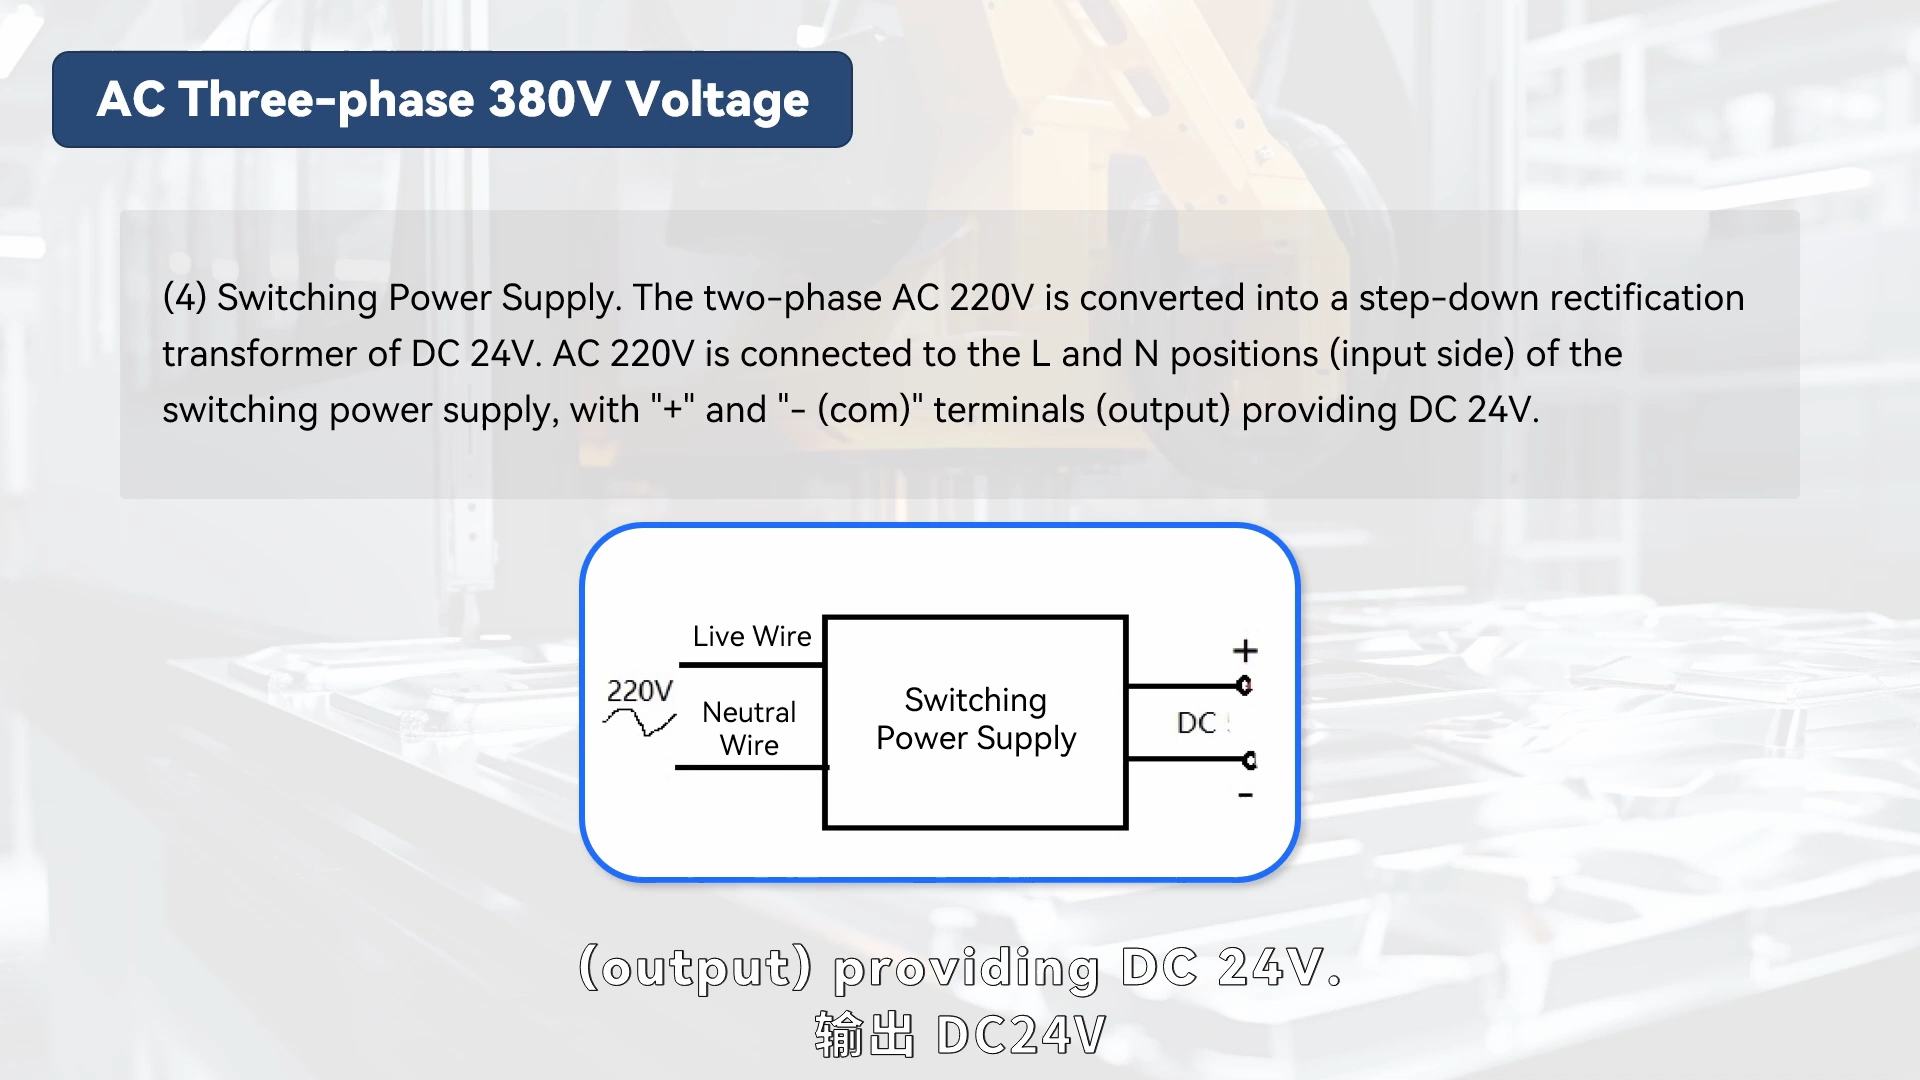 AC Three-phase 380V Voltage
(4) Switching Power Supply. The two-phase AC 220V is converted into a step-down rectification
transformer of DC 24V. AC 220V is connected to the L and N positions (input side) of the
switching power supply, with "+" and "- (com)" terminals (output) providing DC 24V.
Live Wire
220V
Neutral
Wire
Switching
Power Supply
+
DC
-
(output) providing DC 24V.
输出 DC24V